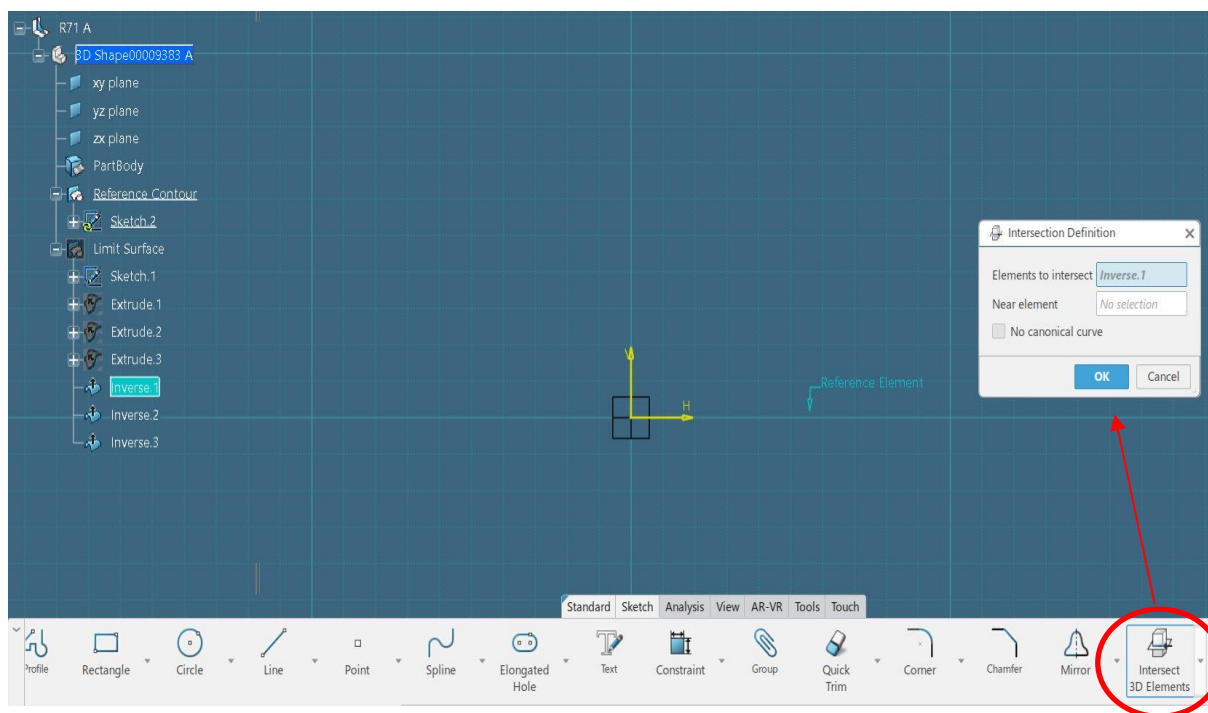 R71 A
3D Shape00009383 A
xy plane
yz plane
zx plane
PartBody
Reference Contour
Sketch.2
Limit Surface
Sketch.1
Extrude.1
Extrude.2
Extrude.3
Inverse.1
Inverse.2
Inverse.3
V
H
Reference Element
Intersection Definition
Elements to intersect Inverse.1
Near element No selection
No canonical curve
OK Cancel
Standard Sketch Analysis View AR-VR Tools Touch
Profile Rectangle Circle Line Point Spline Elongated Text Constraint Group Quick Corner Chamfer Mirror Intersect
Hole Trim 3D Elements